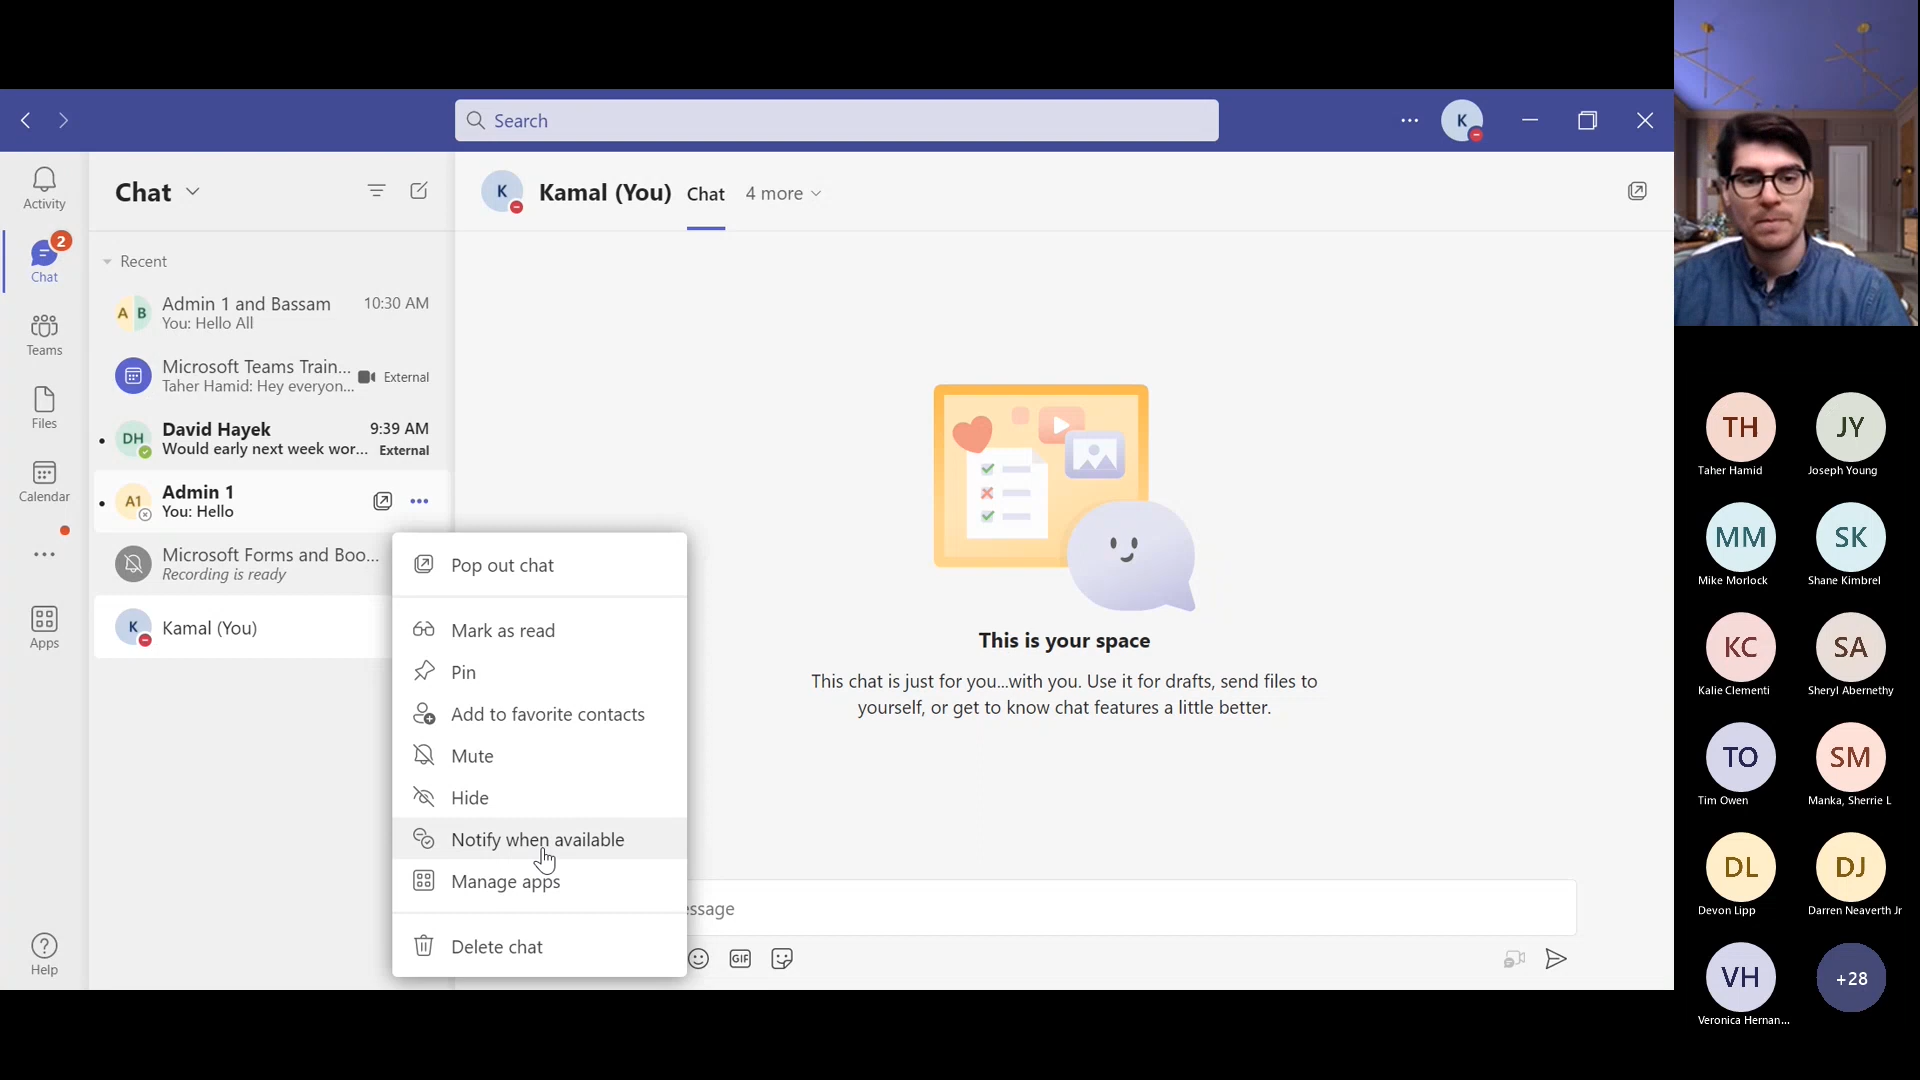 Search
K
Activity
2
Chat
Teams
Files
Calendar
Apps
Help
Chat
Recent
A B
Admin 1 and Bassam
10:30 AM
You: Hello All
Microsoft Teams Train...
Taher Hamid: Hey everyon...
External
DH
David Hayek
9:39 AM
Would early next week wor...
External
A1
Admin 1
You: Hello
Microsoft Forms and Boo...
Recording is ready
K
Kamal (You)
Pop out chat
Mark as read
Pin
Add to favorite contacts
Mute
Hide
Notify when available
Manage apps
Delete chat
K
Kamal (You)
Chat
4 more
This is your space
This chat is just for you...with you. Use it for drafts, send files to
yourself, or get to know chat features a little better.
essage
GIF
TH
Taher Hamid
JY
Joseph Young
MM
Mike Morlock
SK
Shane Kimbrel
KC
Kalie Clementi
SA
Sheryl Abernethy
TO
Tim Owen
SM
Manka, Sherrie L
DL
Devon Lipp
DJ
Darren Neaverth Jr
VH
Veronica Hernan...
+28